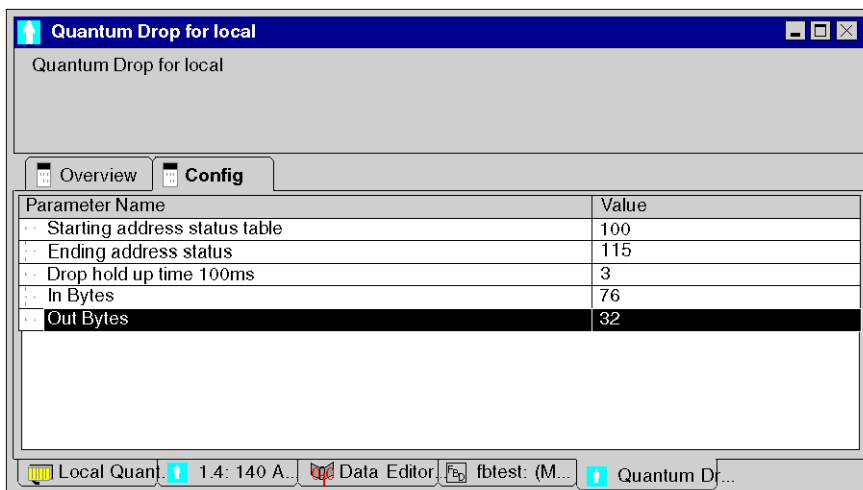 Quantum Drop for local
Quantum Drop for local
Overview Config
Parameter Name Value
Starting address status table 100
Ending address status 115
Drop hold up time 100ms 3
In Bytes 76
Out Bytes 32
Local Quant. 1.4: 140 A... Data Editor. FBD fbtest: (M... Quantum Dr...